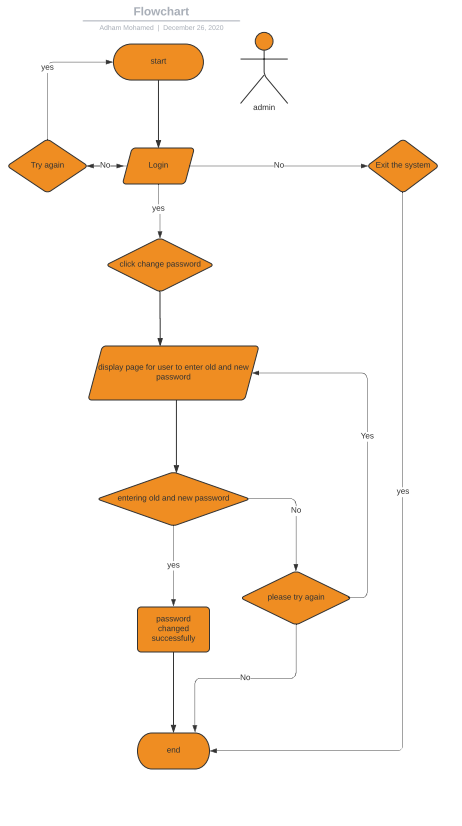 Flowchart
Adham Mohamed | December 26, 2020
start
yes
admin
Try again
No
Login
No
Exit the system
yes
click change password
display page for user to enter old and new
password
Yes
yes
entering old and new password
No
yes
please try again
password
changed
successfully
No
end